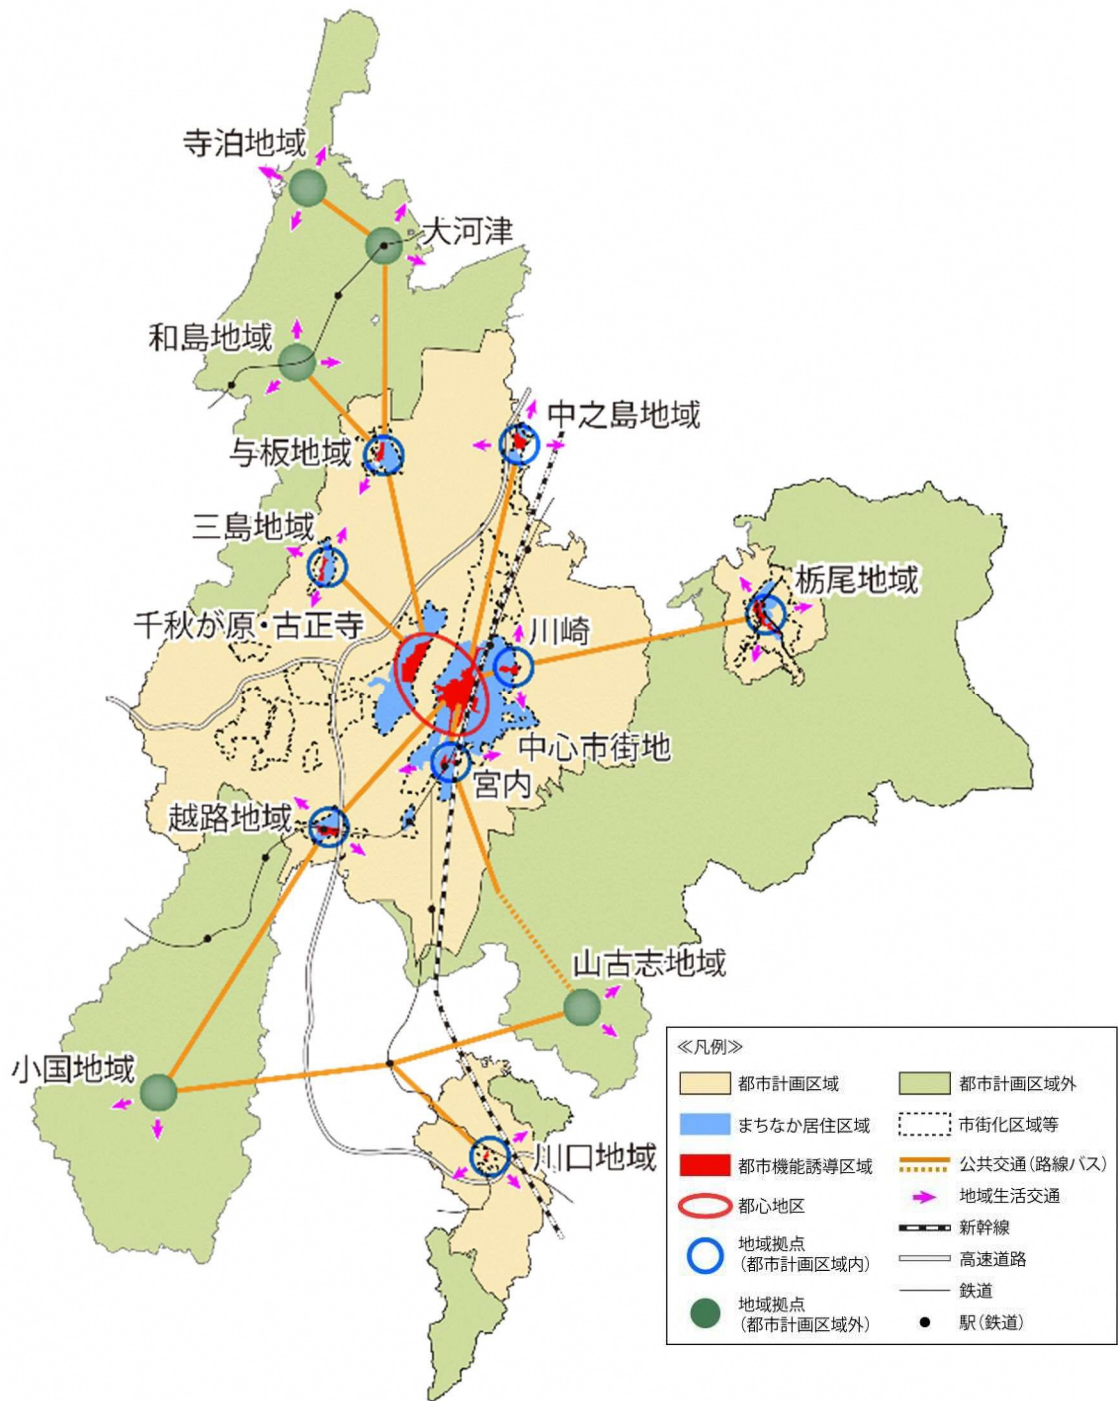 寺泊地域
大河津
和島地域
中之島地域
与板地域
三島地域
栃尾地域
千秋が原・古正寺
川崎
中心市街地
宮内
越路地域
山古志地域
小国地域
川口地域
≪凡例≫
都市計画区域
都市計画区域外
まちなか居住区域
市街化区域等
都市機能誘導区域
公共交通(路線バス)
都心地区
地域生活交通
新幹線
地域拠点
(都市計画区域内)
高速道路
鉄道
地域拠点
(都市計画区域外)
駅(鉄道)